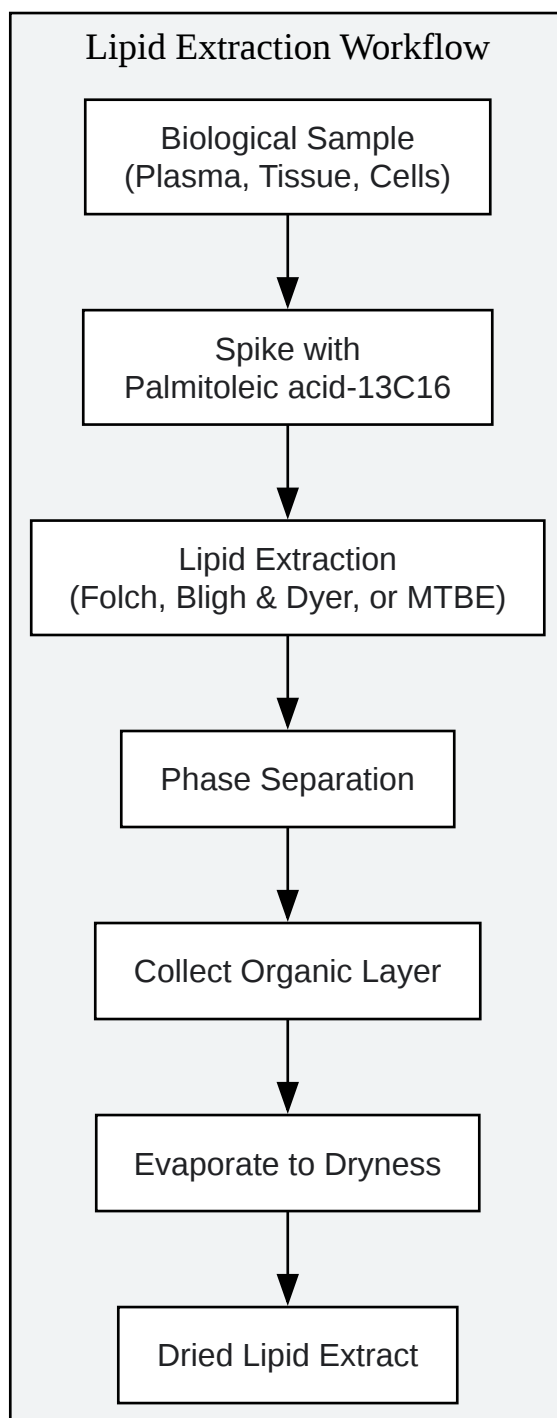 Lipid Extraction Workflow
Biological Sample
(Plasma, Tissue, Cells)
Spike with
Palmitoleic acid-13C16
Lipid Extraction
(Folch, Bligh & Dyer, or MTBE)
Phase Separation
Collect Organic Layer
Evaporate to Dryness
Dried Lipid Extract